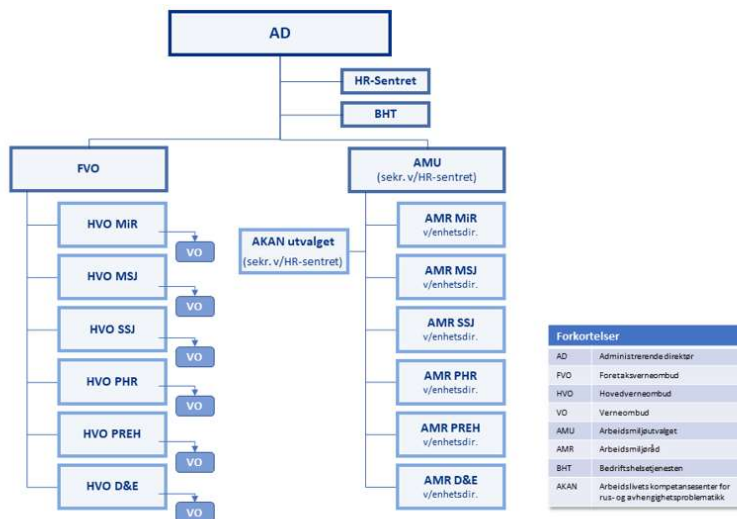 AD
HR-Sentret
BHT
FVO
AMU
(sekr. v/HR-sentret)
HVO MiR
VO
HVO MSJ
VO
HVO SSJ
VO
HVO PHR
VO
HVO PREH
VO
HVO D&E
VO
AKAN utvalget
(sekr. v/HR-sentret)
AMR MiR
v/enhetsdir.
AMR MSJ
v/enhetsdir.
AMR SSJ
v/enhetsdir.
AMR PHR
v/enhetsdir.
AMR PREH
v/enhetsdir.
AMR D&E
v/enhetsdir.
Forkortelser
AD Administrerende direktør
FVO Foretaksverneombud
HVO Hovedverneombud
VO Verneombud
AMU Arbeidsmiljøutvalget
AMR Arbeidsmiljøråd
BHT Bedriftshelsetjenesten
AKAN Arbeidslivets kompetansesenter for
rus- og avhengighetsproblematikk